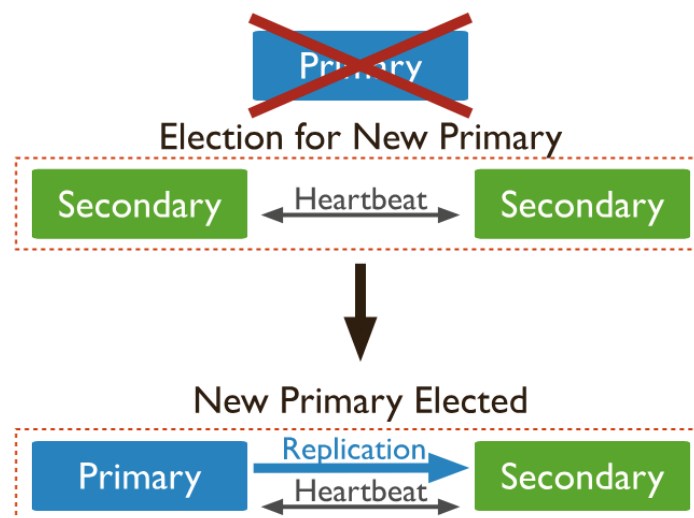 Primary
Election for New Primary
Secondary
Heartbeat
Secondary
New Primary Elected
Replication
Primary
Secondary
Heartbeat